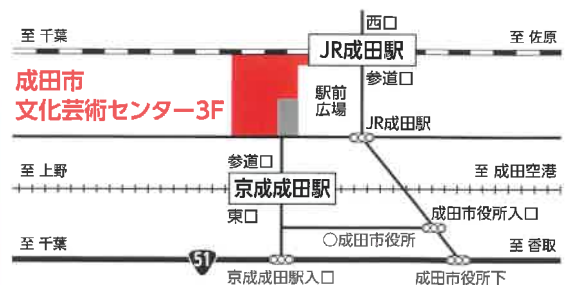 西口
至 千葉
JR成田駅
至 佐原
参道口
成田市
文化芸術センター3F
駅前
広場
JR成田駅
参道口
至 上野
至 成田空港
京成成田駅
東口
成田市役所入口
○成田市役所
至 千葉
51
至 香取
京成成田駅入口
成田市役所下